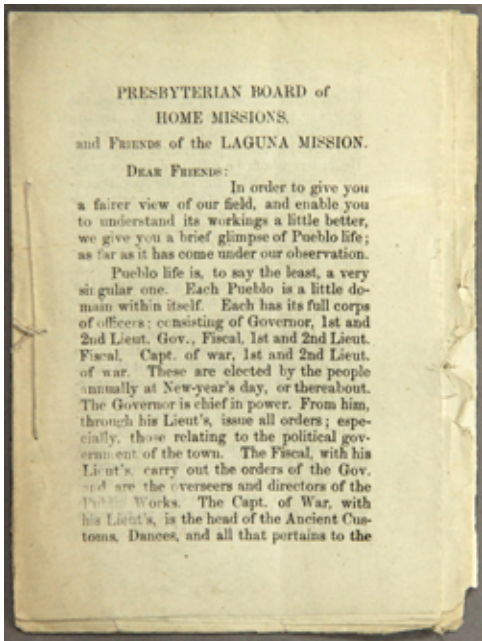 PRESBYTERIAN BOARD of
HOME MISSIONS,
and FRIENDS of the LAGUNA MISSION.
DEAR FRIENDS:
In order to give you
a fairer view of our field, and enable you
to understand its workings a little better,
we give you a brief glimpse of Pueblo life;
as far as it has come under our observation.
Pueblo life is, to say the least, a very
singular one. Each Pueblo is a little do-
main within itself. Each has its full corps
of officers; consisting of Governor, 1st and
2nd Lieut. Gov., Fiscal, 1st and 2nd Lieut.
Fiscal, Capt. of war, 1st and 2nd Lieut.
of war. These are elected by the people
annually at New-year's day, or thereabout.
The Governor is chief in power. From him,
through his Lieut's, issue all orders; espe-
cially, those relating to the political gov-
ernment of the town. The Fiscal, with his
Lieut's, carry out the orders of the Gov.
and are the overseers and directors of the
Public Works. The Capt. of War, with
his Lieut's, is the head of the Ancient Cus-
toms, Dances, and all that pertains to the